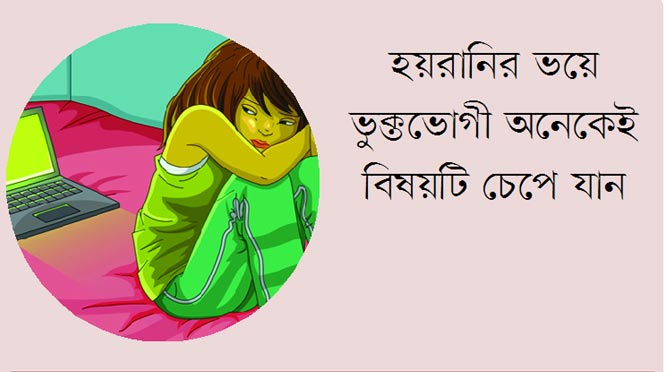 হয়রানির ভয়ে
ভুক্তভোগী অনেকেই
বিষয়টি চেপে যান